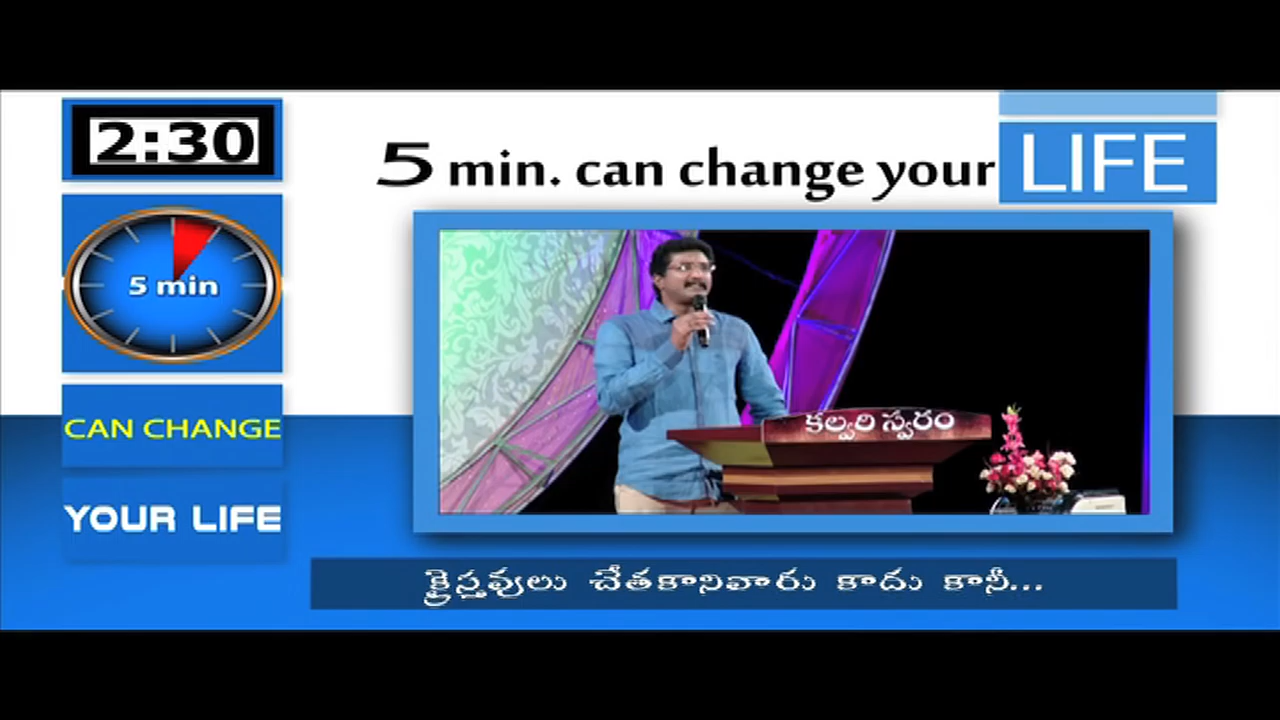 2:30
5 min. can change your LIFE
5 min
CAN CHANGE
YOUR LIFE
కల్వరి స్వరం
క్రైస్తవులు చేతకానివారు కాదు కానీ...